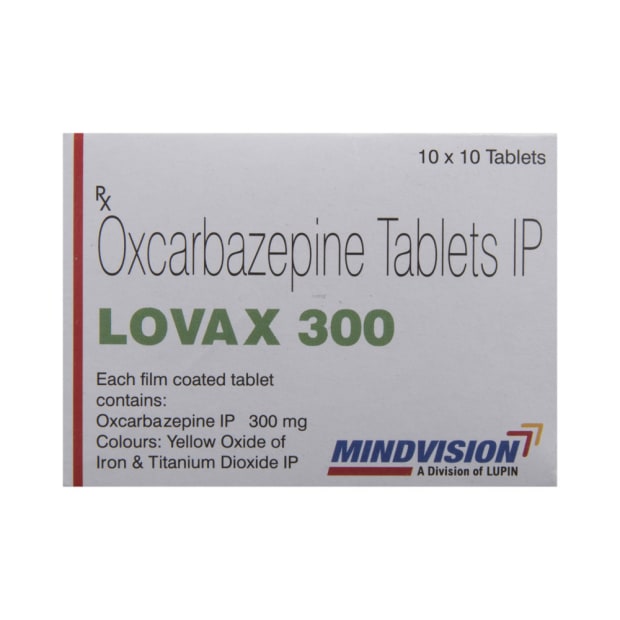 10 x 10 Tablets
Rx
Oxcarbazepine Tablets IP
LOVAX 300
Each film coated tablet
contains:
Oxcarbazepine IP 300 mg
Colours: Yellow Oxide of
Iron & Titanium Dioxide IP
MINDVISION
A Division of LUPIN